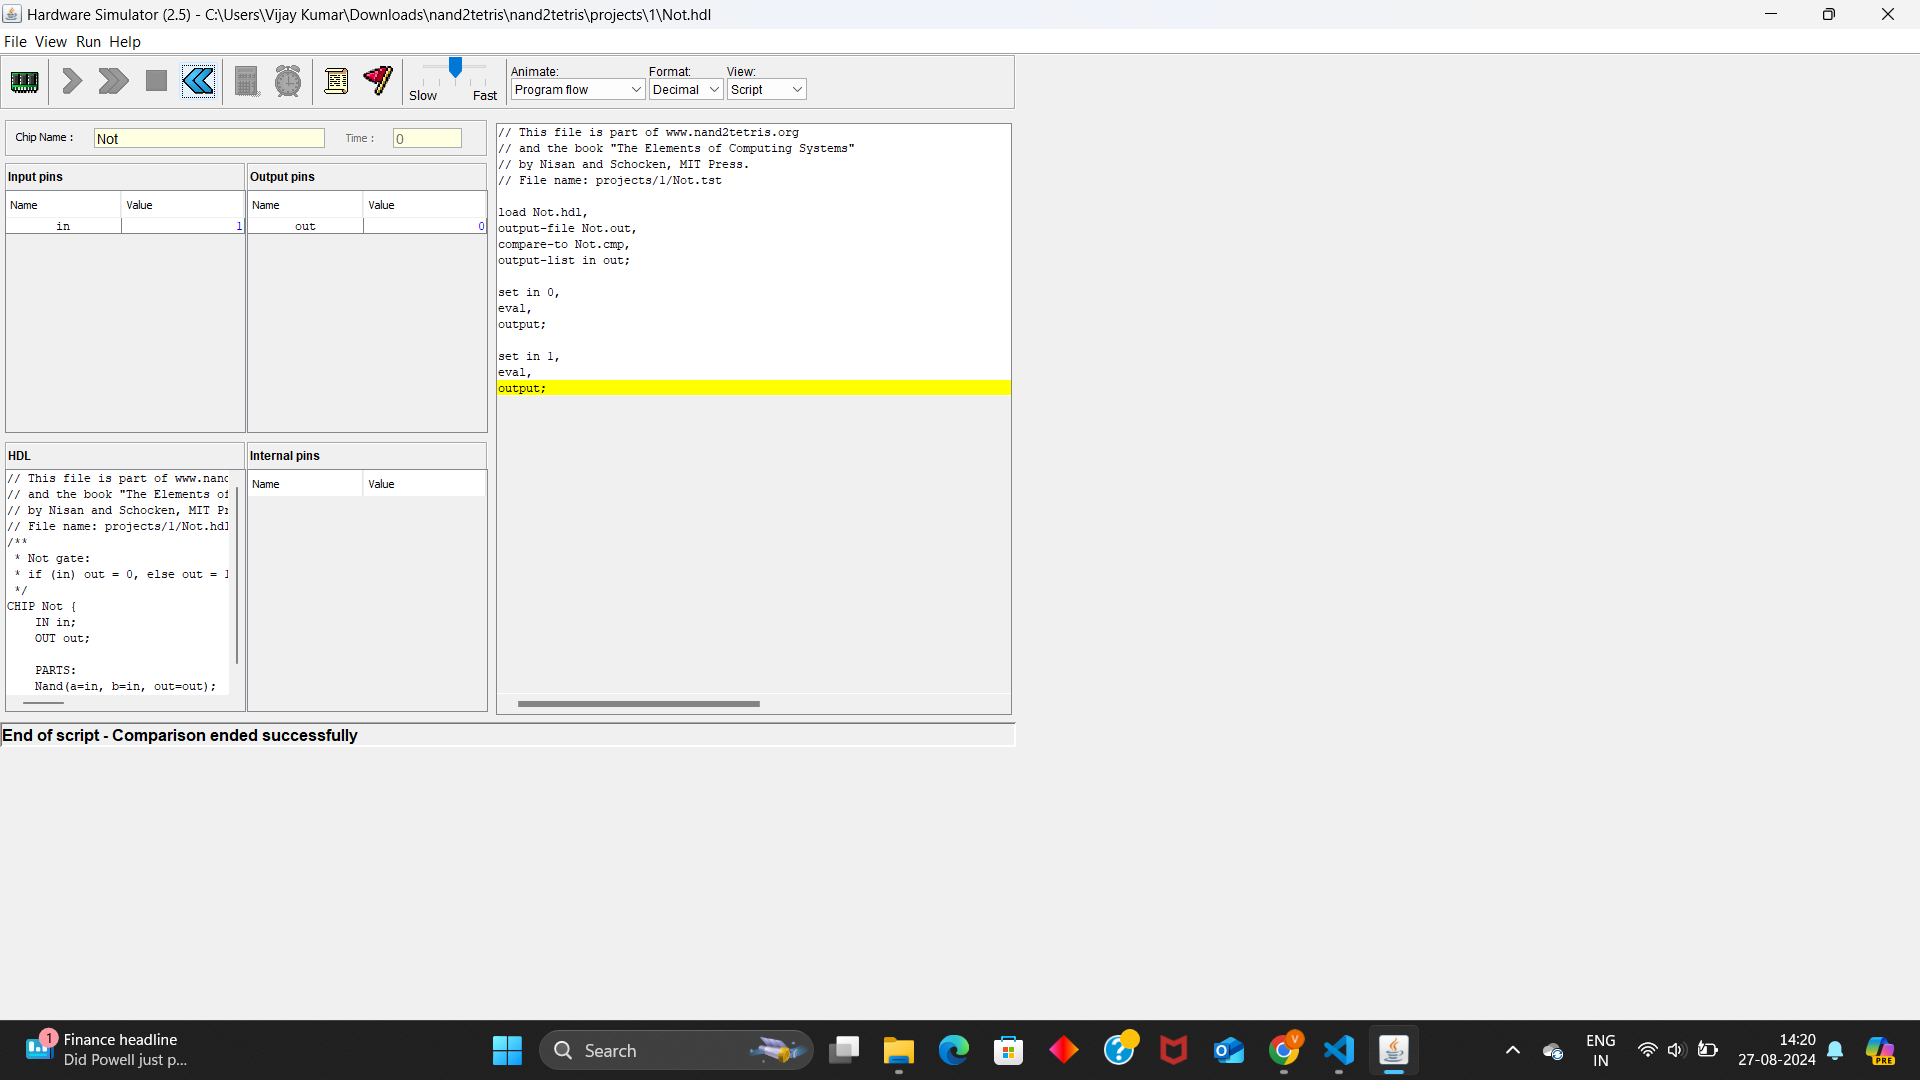 Hardware Simulator (2.5) - C:\Users\Vijay Kumar\Downloads\nand2tetris\nand2tetris\projects\1\Not.hdl
File View Run Help
Slow Fast
Animate: Format: View:
Program flow Decimal Script
Chip Name : Not Time : 0
Input pins
Name Value
in 1
Output pins
Name Value
out 0
// This file is part of www.nand2tetris.org
// and the book "The Elements of Computing Systems"
// by Nisan and Schocken, MIT Press.
// File name: projects/1/Not.tst
load Not.hdl,
output-file Not.out,
compare-to Not.cmp,
output-list in out;
set in 0,
eval,
output;
set in 1,
eval,
output;
HDL
// This file is part of www.nand
// and the book "The Elements of
// by Nisan and Schocken, MIT Pr
// File name: projects/1/Not.hdl
/**
* Not gate:
* if (in) out = 0, else out = 1
*/
CHIP Not {
IN in;
OUT out;
PARTS:
Nand(a=in, b=in, out=out);
Internal pins
Name Value
End of script - Comparison ended successfully
1
Finance headline
Did Powell just p...
Search
V
ENG
IN
14:20
27-08-2024
PRE